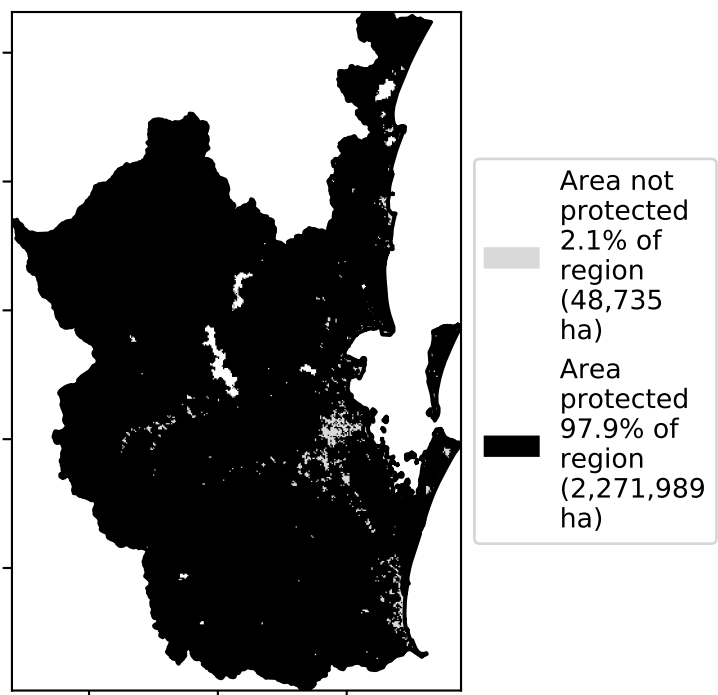 Area not
protected
2.1% of
region
(48,735
ha)
Area
protected
97.9% of
region
(2,271,989
ha)